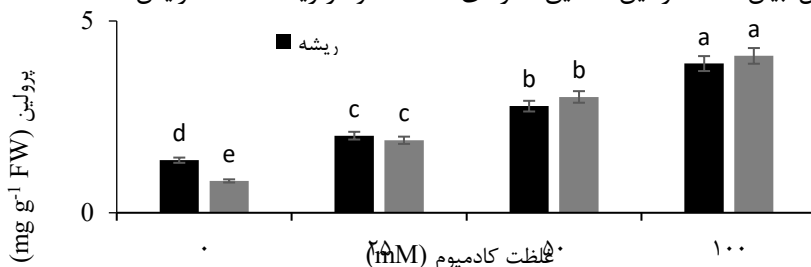 5
ریشه
a a
b b
c c
d
e
0
پرولین (mg g-1 FW)
۰ ۲۵ ۵۰ ۱۰۰
غلظت کادمیوم (mM)